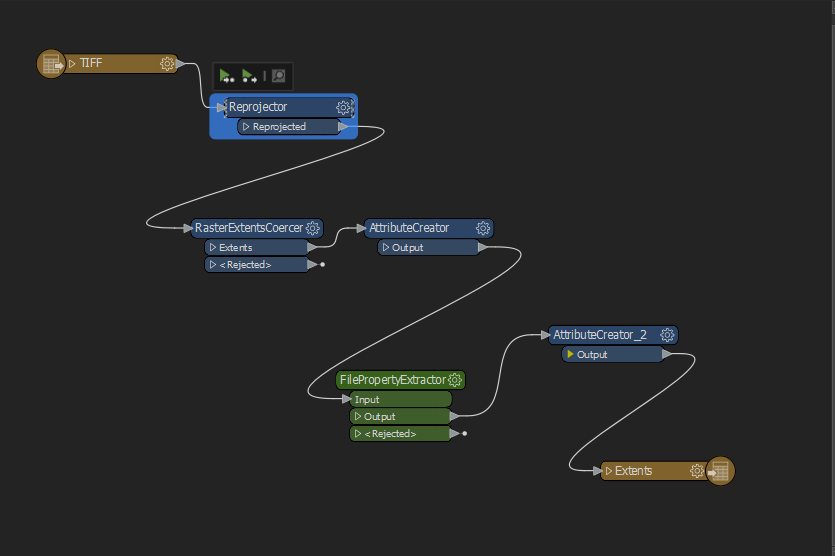 TIFF
Reprojector
Reprojected
RasterExtentsCoercer
Extents
<Rejected>
AttributeCreator
Output
FilePropertyExtractor
Input
Output
<Rejected>
AttributeCreator_2
Output
Extents